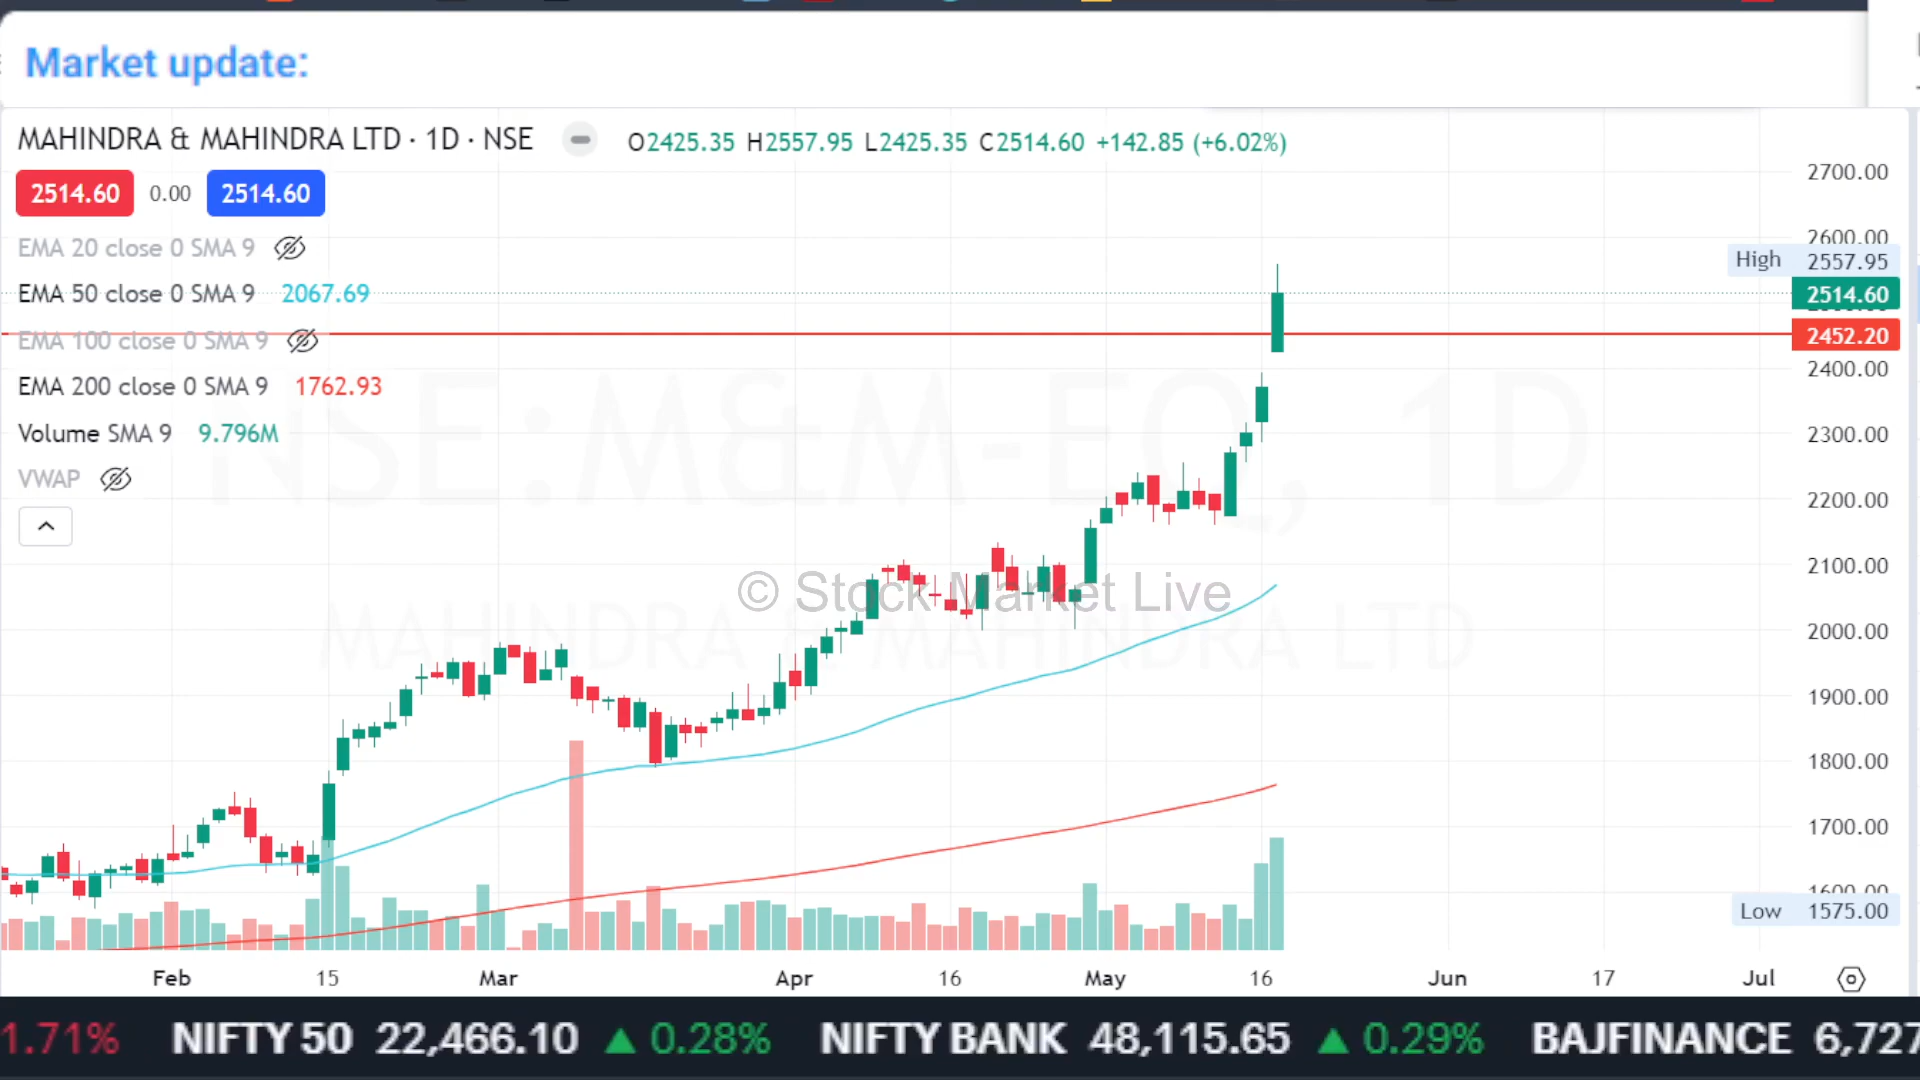 Market update:
MAHINDRA & MAHINDRA LTD · 1D · NSE O2425.35 H2557.95 L2425.35 C2514.60 +142.85 (+6.02%)
2514.60 0.00 2514.60
EMA 20 close 0 SMA 9
EMA 50 close 0 SMA 9 2067.69
EMA 100 close 0 SMA 9
EMA 200 close 0 SMA 9 1762.93
Volume SMA 9 9.796M
VWAP
NSE:M&M-EQ, 1D
MAHINDRA & MAHINDRA LTD
© Stock Market Live
2700.00
2600.00
High 2557.95
2514.60
2452.20
2400.00
2300.00
2200.00
2100.00
2000.00
1900.00
1800.00
1700.00
1600.00
Low 1575.00
Feb 15 Mar Apr 16 May 16 Jun 17 Jul
1.71% NIFTY 50 22,466.10 ▲ 0.28% NIFTY BANK 48,115.65 ▲ 0.29% BAJFINANCE 6,727